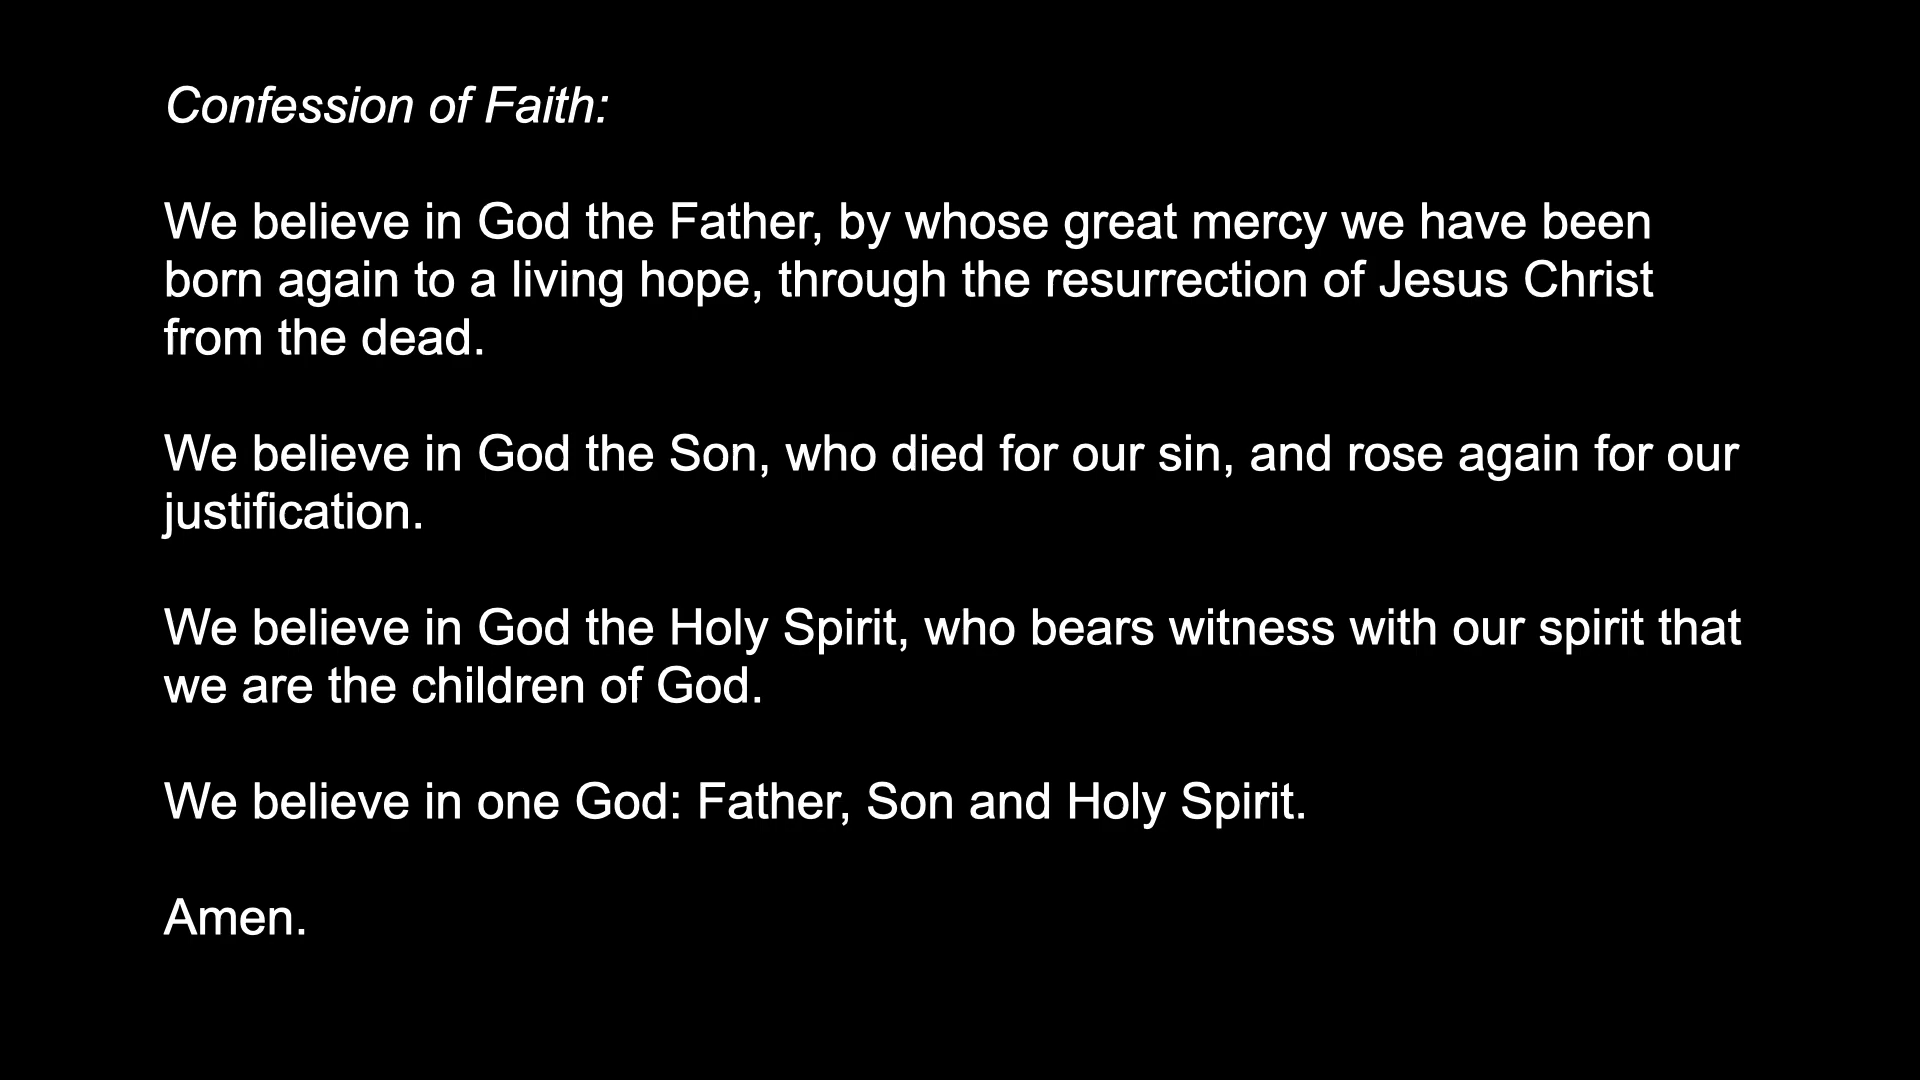 Confession of Faith:
We believe in God the Father, by whose great mercy we have been
born again to a living hope, through the resurrection of Jesus Christ
from the dead.
We believe in God the Son, who died for our sin, and rose again for our
justification.
We believe in God the Holy Spirit, who bears witness with our spirit that
we are the children of God.
We believe in one God: Father, Son and Holy Spirit.
Amen.